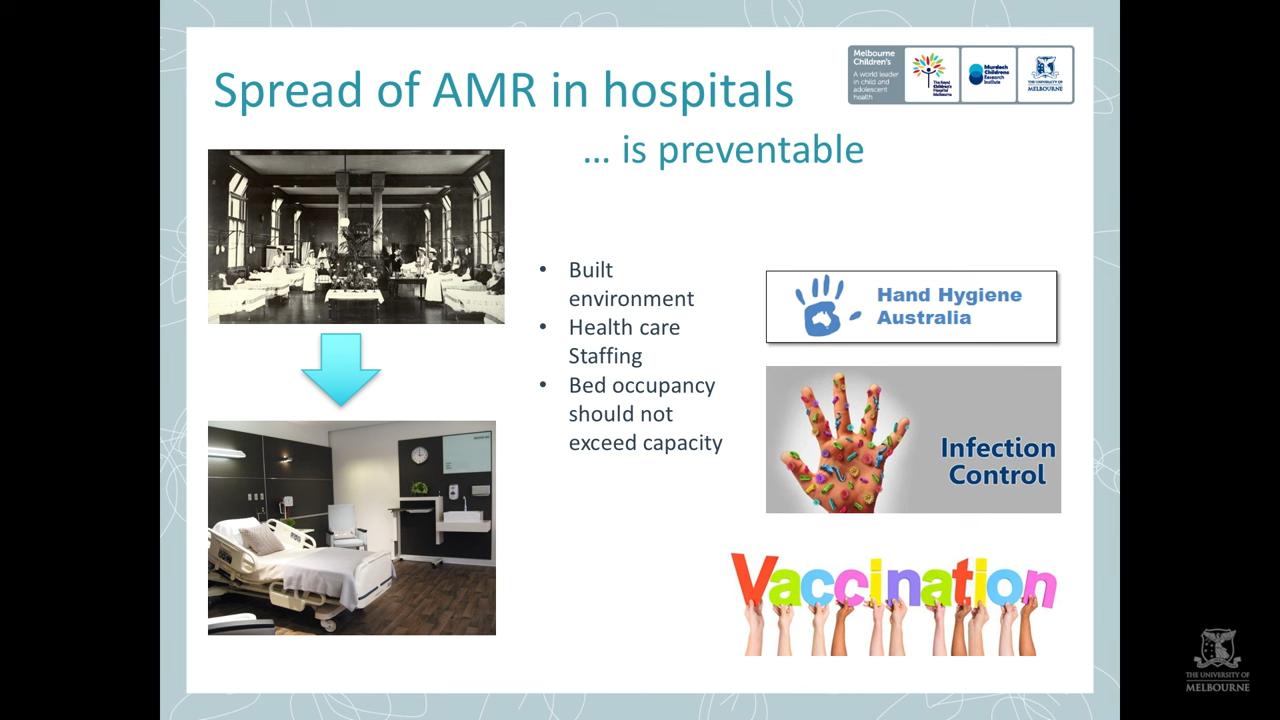 Spread of AMR in hospitals
... is preventable
Melbourne
Children's
A world leader
in child and
adolescent
health
The Royal
Children's
Hospital
Melbourne
Murdoch
Childrens
Research
Institute
THE UNIVERSITY OF
MELBOURNE
• Built
environment
• Health care
Staffing
• Bed occupancy
should not
exceed capacity
Hand Hygiene
Australia
Infection
Control
Vaccination
THE UNIVERSITY OF
MELBOURNE